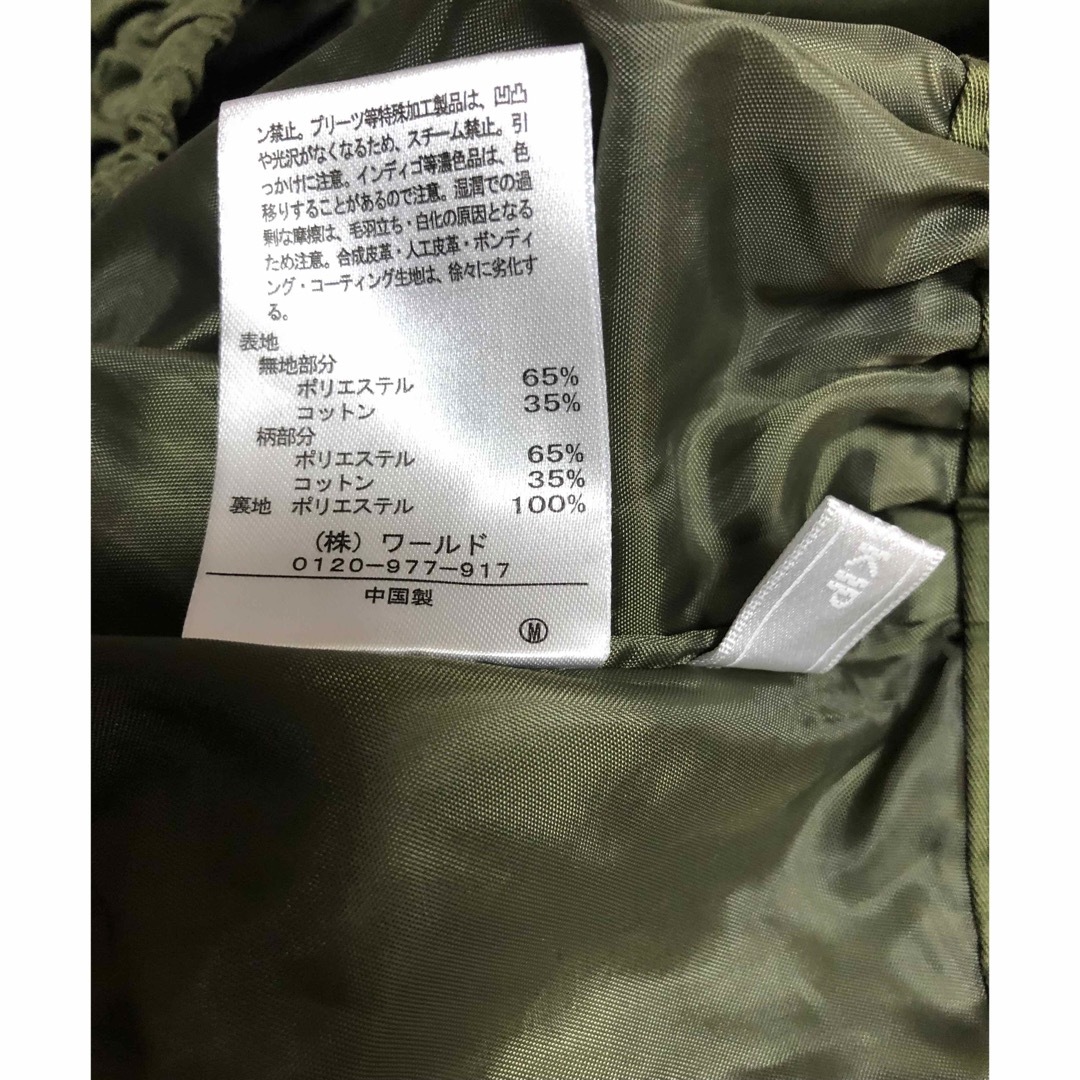 ン禁止。プリーツ等特殊加工製品は、凹凸
や光沢がなくなるため、スチーム禁止。引
っかけに注意。インディゴ等濃色品は、色
移りすることがあるので注意。湿潤での過
剰な摩擦は、毛羽立ち・白化の原因となる
ため注意。合成皮革・人工皮革・ボンディ
ング・コーティング生地は、徐々に劣化す
る。
表地
無地部分
ポリエステル 65%
コットン 35%
柄部分
ポリエステル 65%
コットン 35%
裏地 ポリエステル 100%
(株) ワールド
0120-977-917
中国製
M
KIP